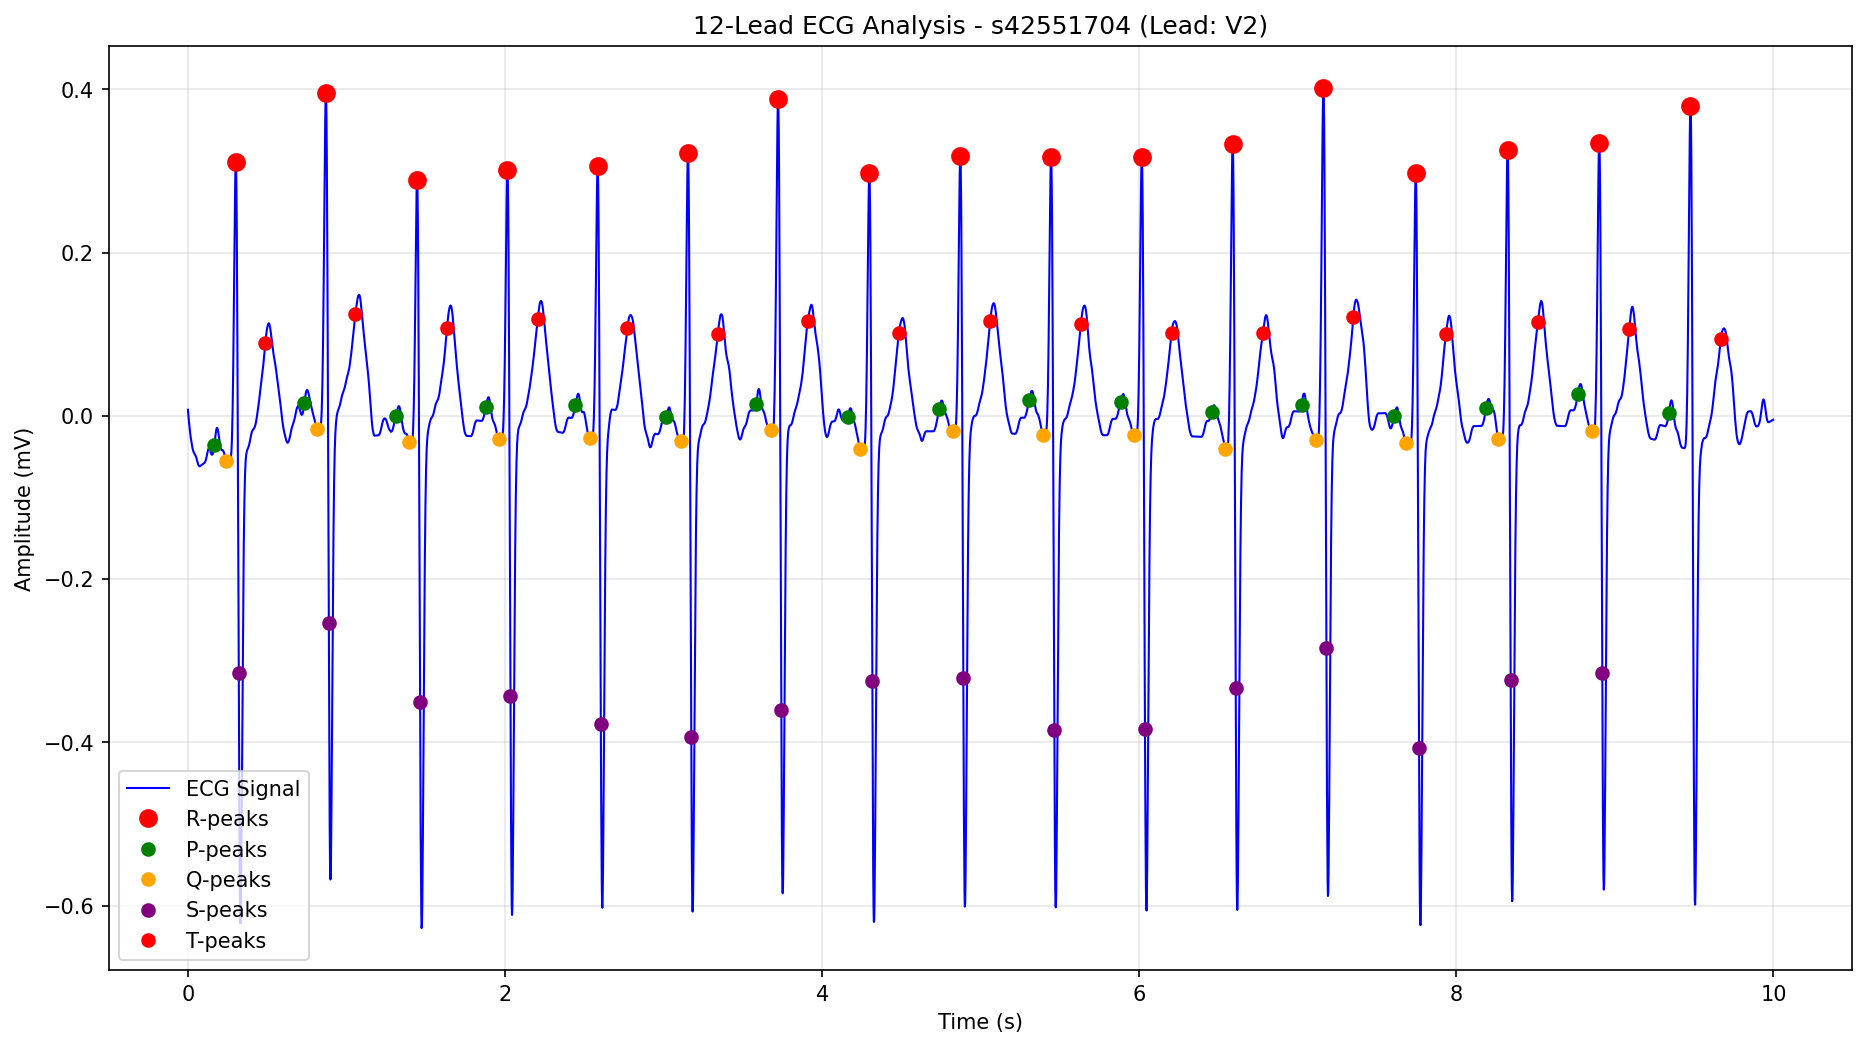 12-Lead ECG Analysis - s42551704 (Lead: V2)
Amplitude (mV)
0.4
0.2
0.0
−0.2
−0.4
−0.6
ECG Signal
R-peaks
P-peaks
Q-peaks
S-peaks
T-peaks
0 2 4 6 8 10
Time (s)